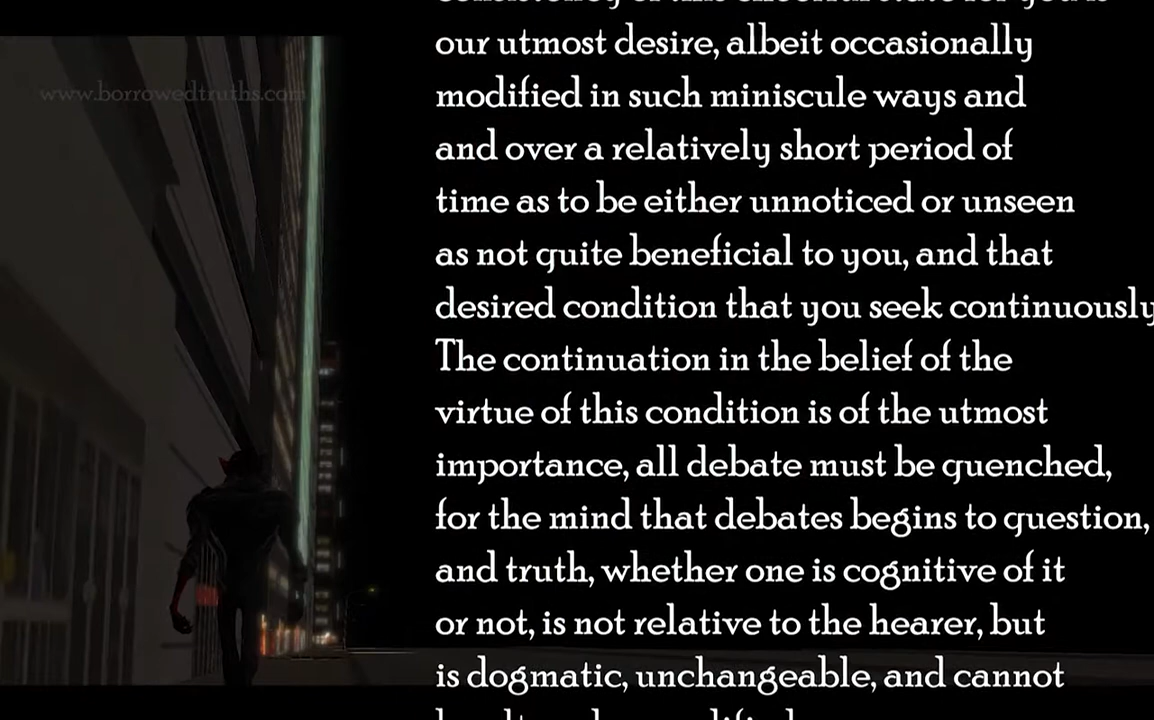 our utmost desire, albeit occasionally
www.borrowedtruths.com
modified in such miniscule ways and
and over a relatively short period of
time as to be either unnoticed or unseen
as not quite beneficial to you, and that
desired condition that you seek continuously
The continuation in the belief of the
virtue of this condition is of the utmost
importance, all debate must be quenched,
for the mind that debates begins to question,
and truth, whether one is cognitive of it
or not, is not relative to the hearer, but
is dogmatic, unchangeable, and cannot